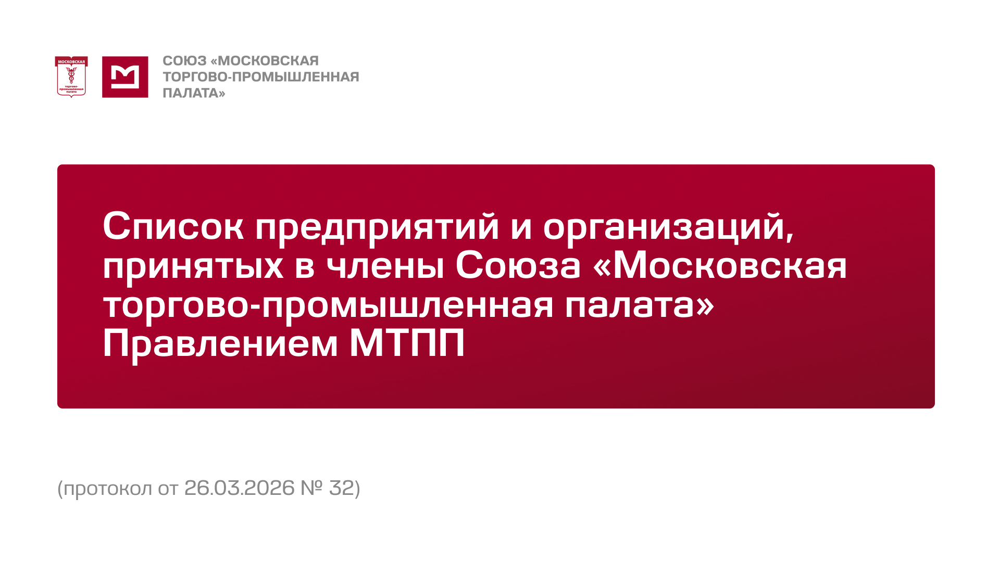 МОСКОВСКАЯ
торгово-
промышленная
палата
СОЮЗ «МОСКОВСКАЯ
ТОРГОВО-ПРОМЫШЛЕННАЯ
ПАЛАТА»
Список предприятий и организаций,
принятых в члены Союза «Московская
торгово-промышленная палата»
Правлением МТПП
(протокол от 26.03.2026 № 32)